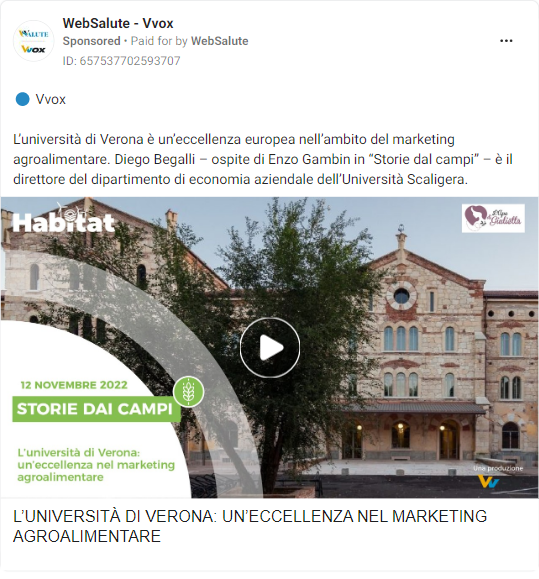 WebSalute - Vvox
Sponsored • Paid for by WebSalute
ID: 657537702593707
SALUTE
VVOX
Vvox
L'università di Verona è un'eccellenza europea nell'ambito del marketing
agroalimentare. Diego Begalli – ospite di Enzo Gambin in "Storie dal campi" – è il
direttore del dipartimento di economia aziendale dell'Università Scaligera.
Habitat
Giulietta
12 NOVEMBRE 2022
STORIE DAI CAMPI
L'università di Verona:
un'eccellenza nel marketing
agroalimentare
Una produzione
L'UNIVERSITÀ DI VERONA: UN'ECCELLENZA NEL MARKETING
AGROALIMENTARE